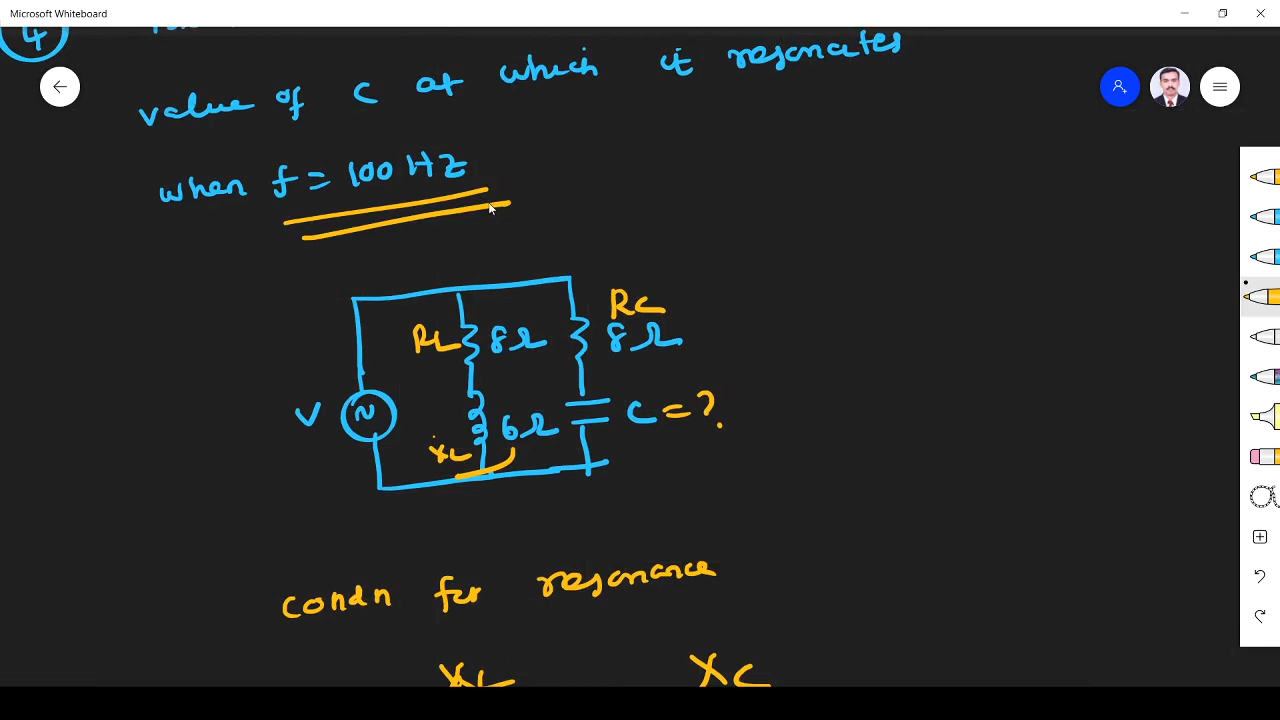 Microsoft Whiteboard
4
value of C at which it resonates
when f = 100 Hz
RC
RL 8Ω 8Ω
V 6Ω C = ?
XL
condn for resonance
XL XC